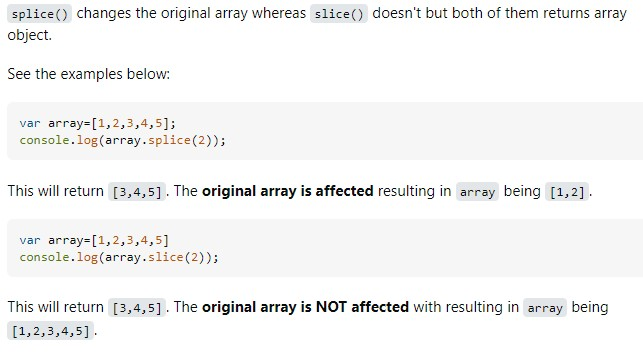 splice() changes the original array whereas slice() doesn't but both of them returns array
object.
See the examples below:
var array=[1,2,3,4,5];
console.log(array.splice(2));
This will return [3,4,5]. The original array is affected resulting in array being [1,2].
var array=[1,2,3,4,5]
console.log(array.slice(2));
This will return [3,4,5]. The original array is NOT affected with resulting in array being
[1,2,3,4,5].